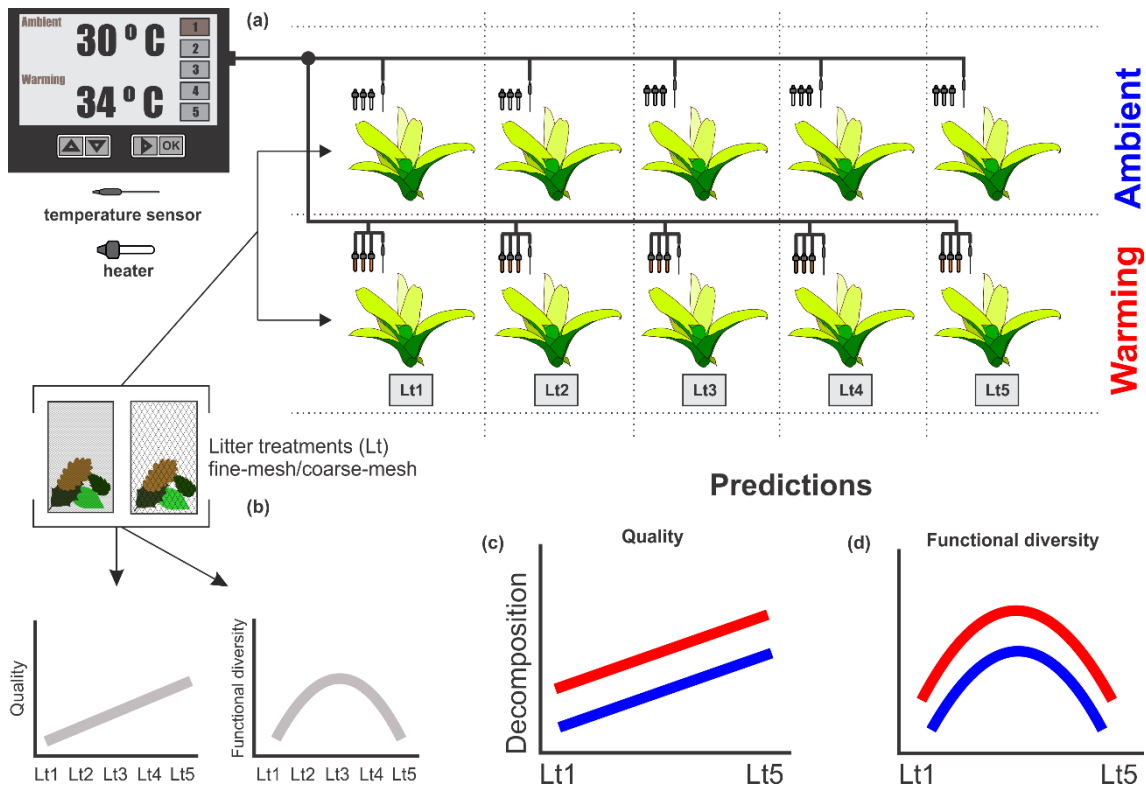 Ambient
30 º C
Warming
34 º C
1
2
3
4
5
OK
(a)
temperature sensor
heater
Ambient
Warming
Lt1
Lt2
Lt3
Lt4
Lt5
Litter treatments (Lt)
fine-mesh/coarse-mesh
(b)
Quality
Lt1 Lt2 Lt3 Lt4 Lt5
Functional diversity
Lt1 Lt2 Lt3 Lt4 Lt5
Predictions
(c)
Quality
Decomposition
Lt1 Lt5
(d)
Functional diversity
Lt1 Lt5